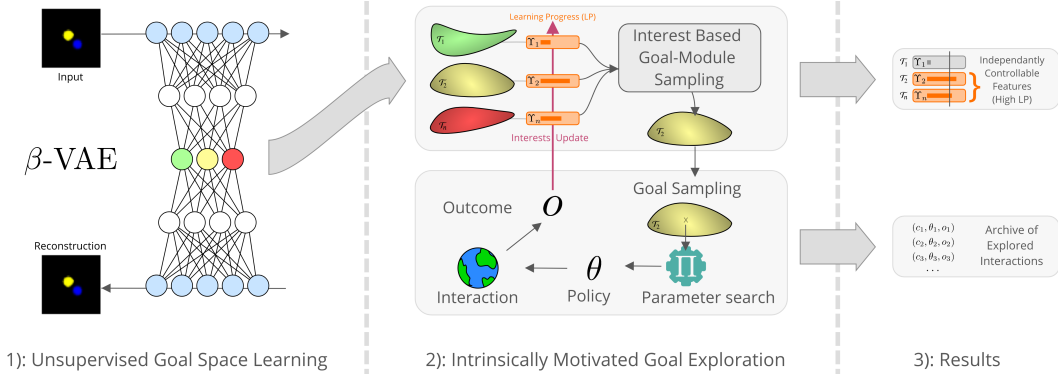 Input
β-VAE
Reconstruction
1): Unsupervised Goal Space Learning
Learning Progress (LP)
𝒯₁
ϒ₁
𝒯₂
ϒ₂
𝒯ₙ
ϒₙ
Interests Update
Interest Based
Goal-Module
Sampling
𝒯₂
Goal Sampling
𝒯₂
x
Outcome
O
Interaction
θ
Policy
Π
Parameter search
2): Intrinsically Motivated Goal Exploration
𝒯₁ ϒ₁
𝒯₂ ϒ₂
𝒯ₙ ϒₙ
Independantly
Controllable
Features
(High LP)
(c₁, θ₁, o₁)
(c₂, θ₂, o₂)
(c₃, θ₃, o₃)
...
Archive of
Explored
Interactions
3): Results